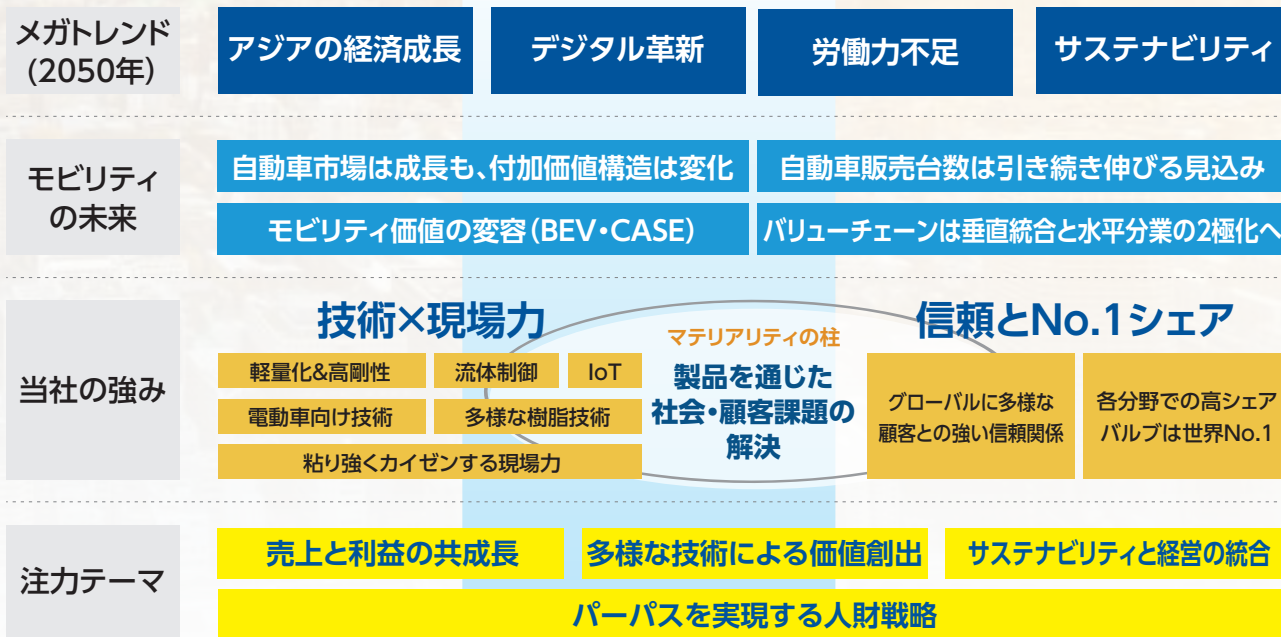 メガトレンド
(2050年)
アジアの経済成長
デジタル革新
労働力不足
サステナビリティ
モビリティ
の未来
自動車市場は成長も、付加価値構造は変化
自動車販売台数は引き続き伸びる見込み
モビリティ価値の変容(BEV・CASE)
バリューチェーンは垂直統合と水平分業の2極化へ
当社の強み
技術×現場力
軽量化&高剛性
流体制御
IoT
電動車向け技術
多様な樹脂技術
粘り強くカイゼンする現場力
マテリアリティの柱
製品を通じた
社会・顧客課題の
解決
信頼とNo.1シェア
グローバルに多様な
顧客との強い信頼関係
各分野での高シェア
バルブは世界No.1
注力テーマ
売上と利益の共成長
多様な技術による価値創出
サステナビリティと経営の統合
パーパスを実現する人財戦略